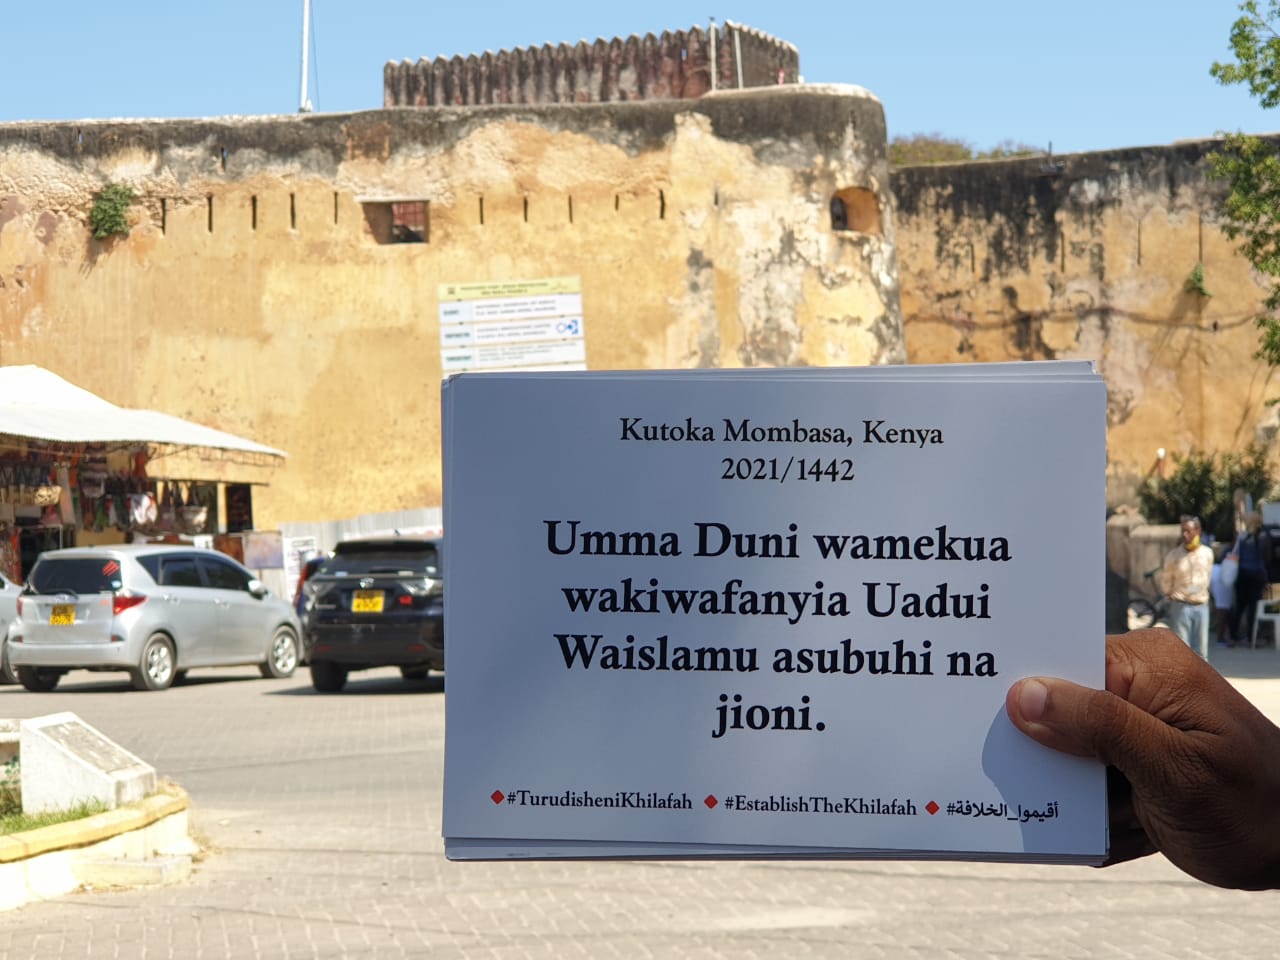 Kutoka Mombasa, Kenya
2021/1442
Umma Duni wamekua
wakiwafanyia Uadui
Waislamu asubuhi na
jioni.
#TurudisheniKhilafah #EstablishTheKhilafah #أقيموا_الخلافة